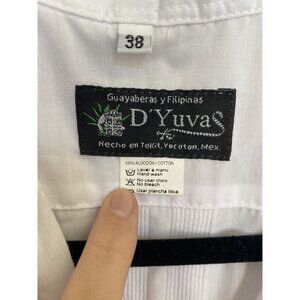 38
Guayaberas y Filipinas
D'Yuvas
Hecho en Tekit, Yucatan, Mex.
100% ALGODON / COTTON
Lavar a mano
Hand wash
No usar cloro
No bleach
Usar plancha tibia